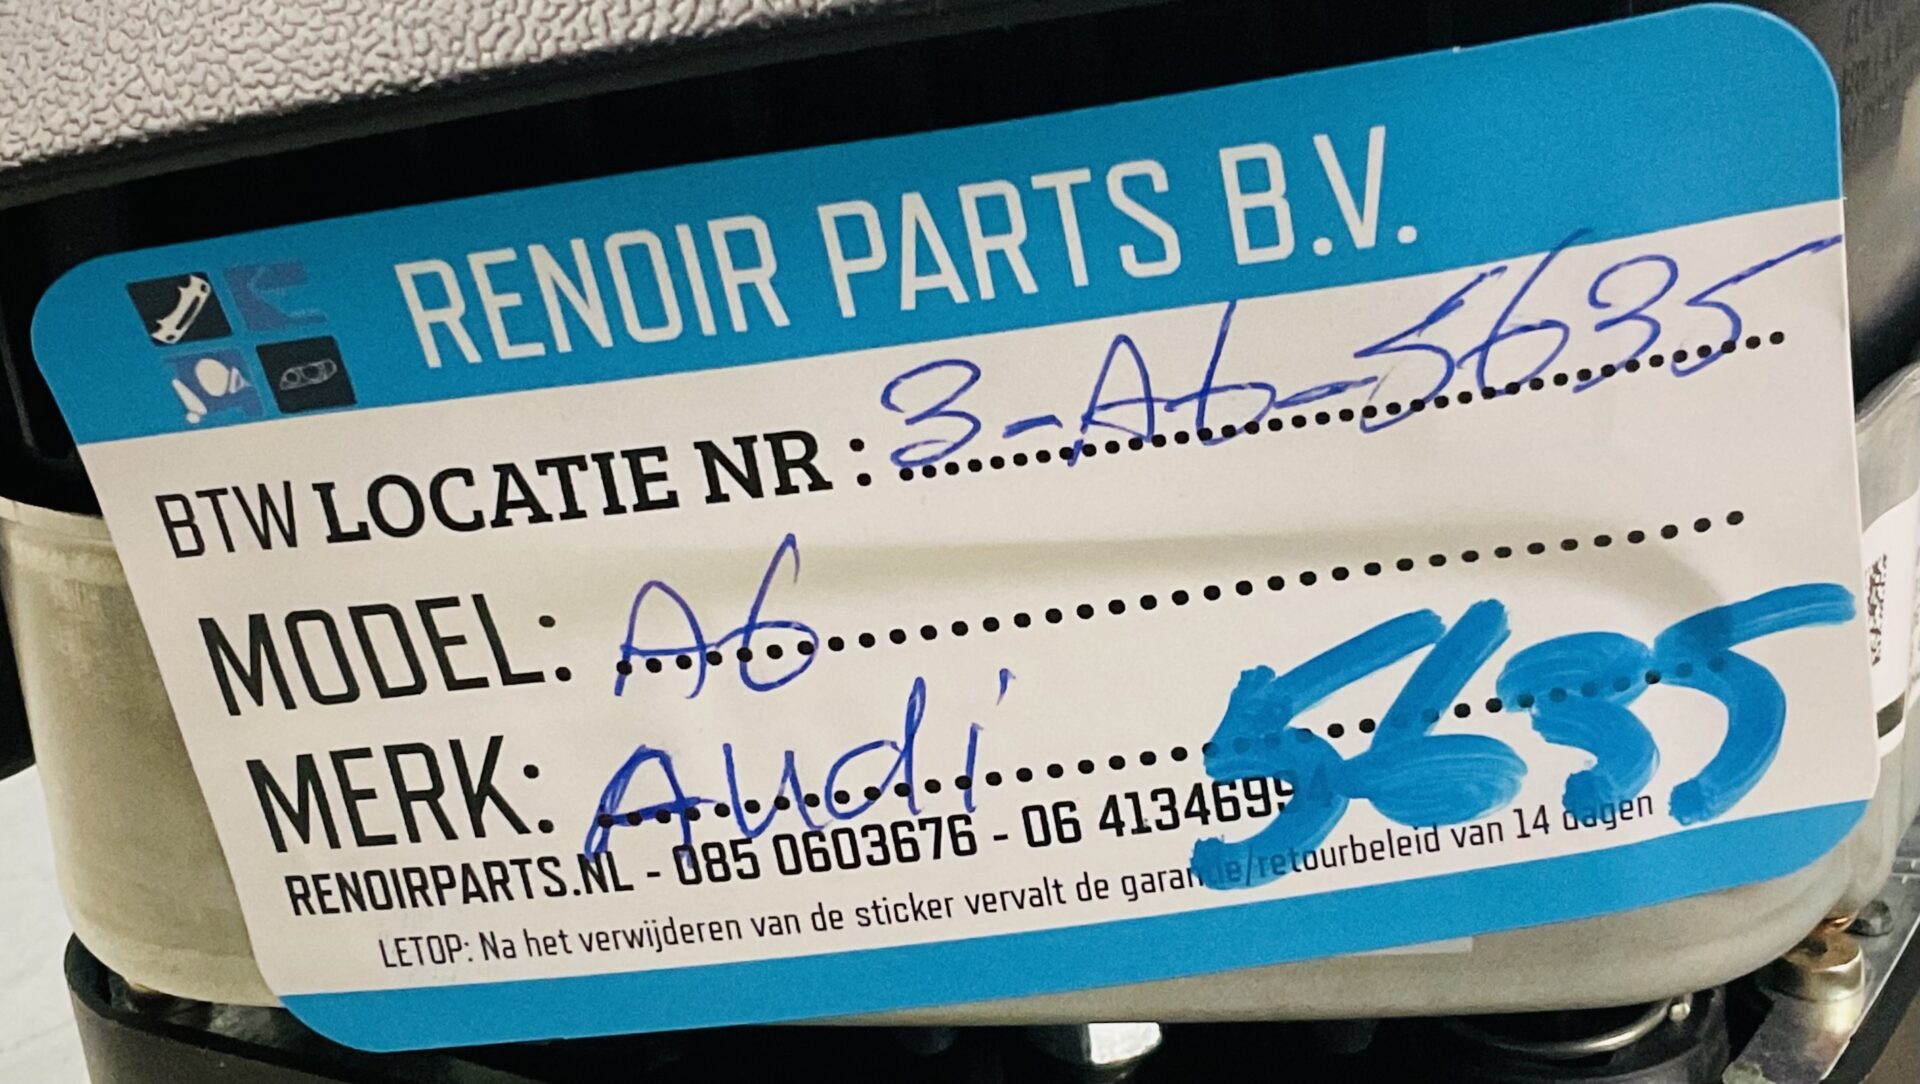 RENOIR PARTS B.V.
BTW LOCATIE NR : 3-A6-5635
MODEL: A6
MERK: Audi
5635
RENOIRPARTS.NL - 085 0603676 - 06 41346994
LETOP: Na het verwijderen van de sticker vervalt de garantie/retourbeleid van 14 dagen